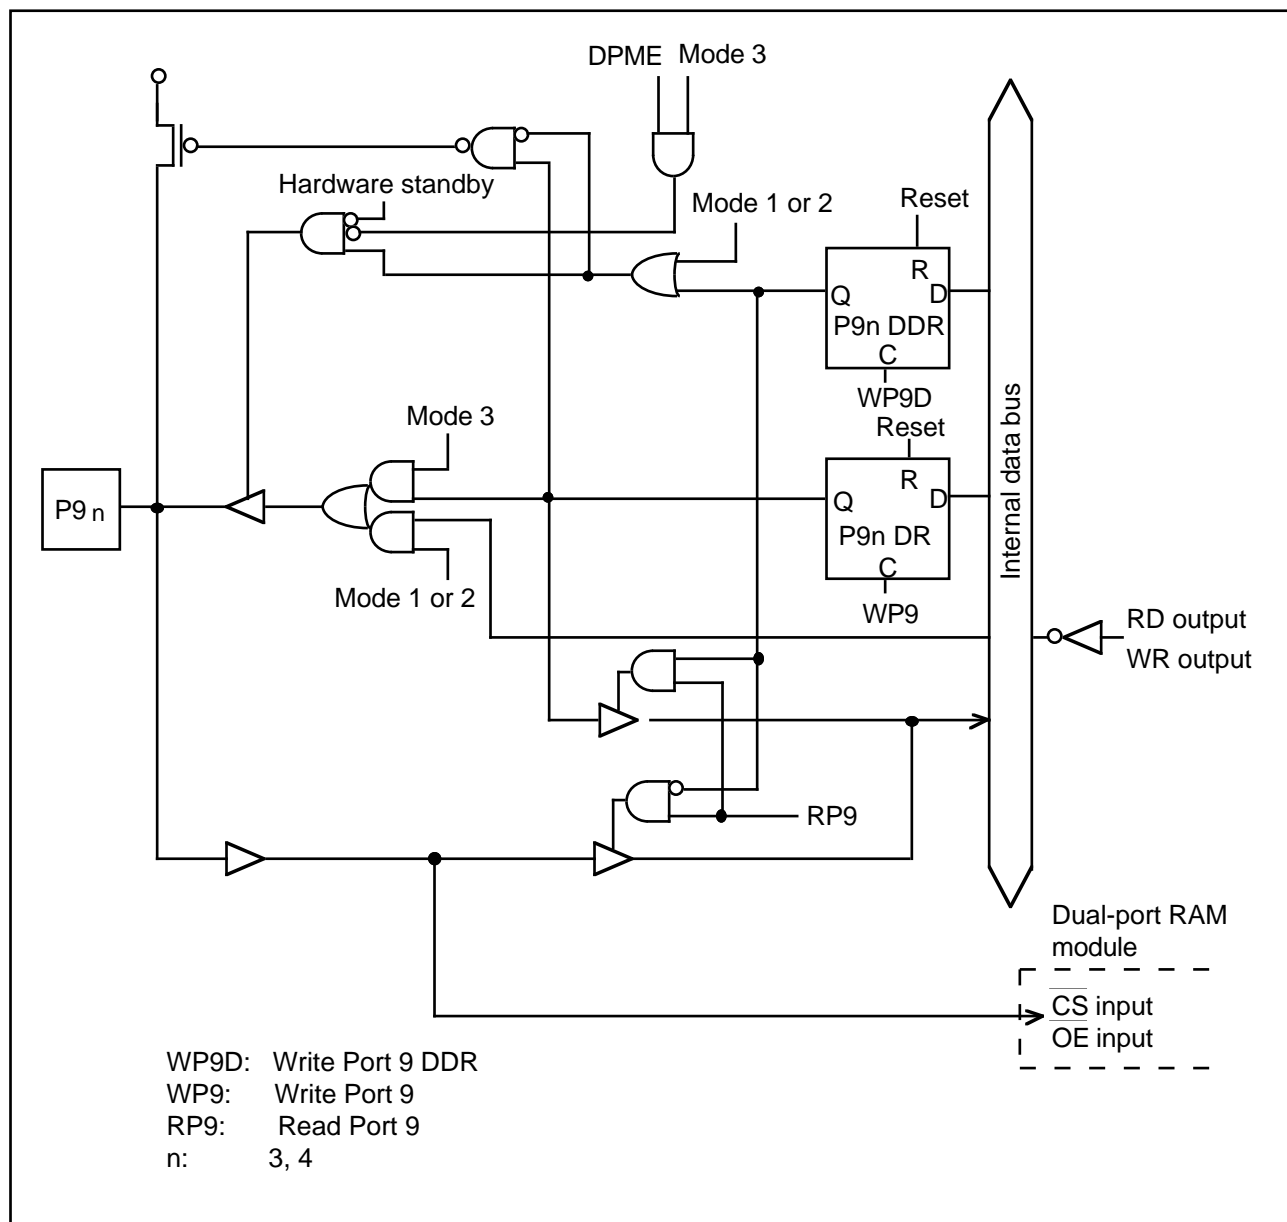 DPME Mode 3
Hardware standby
Mode 1 or 2
Reset
R
Q D
P9n DDR
C
WP9D
Mode 3
Reset
R
Q D
P9n DR
C
WP9
P9 n
Mode 1 or 2
Internal data bus
RD output
WR output
RP9
Dual-port RAM
module
C̅S̅ input
O̅E̅ input
WP9D: Write Port 9 DDR
WP9: Write Port 9
RP9: Read Port 9
n: 3, 4